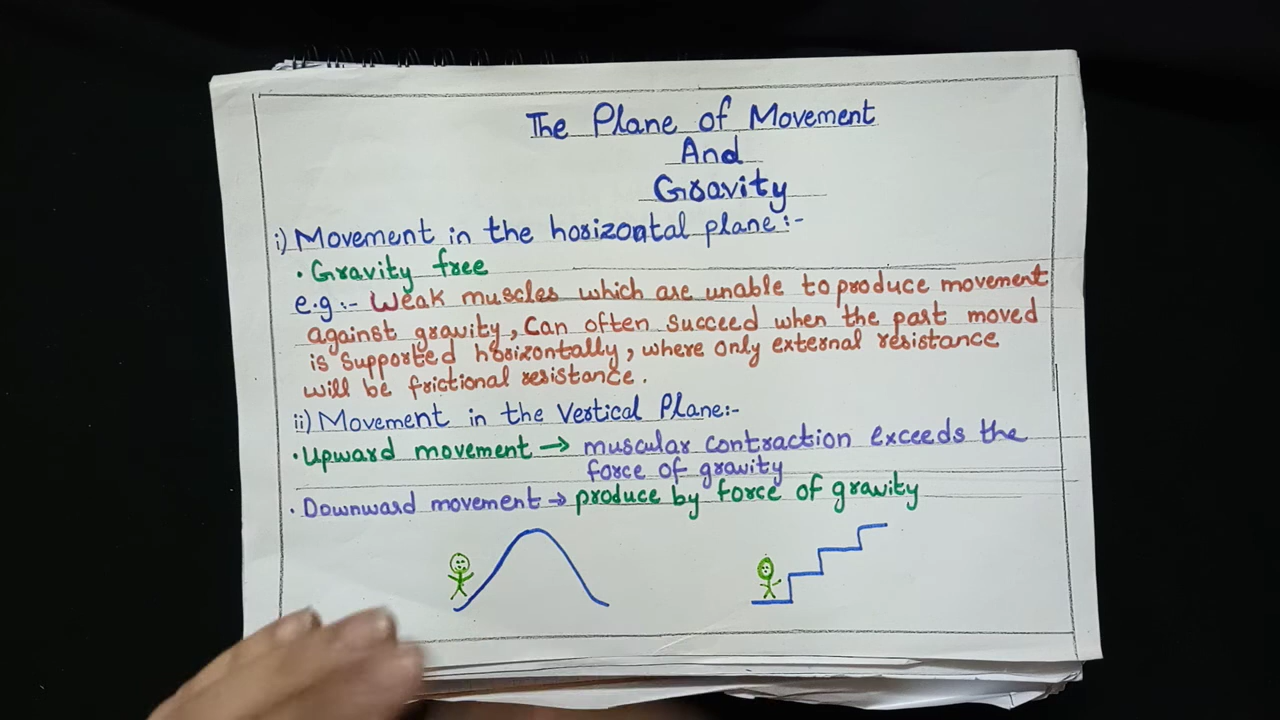 The Plane of Movement
And
Gravity
i) Movement in the horizontal plane:-
• Gravity free
e.g:- Weak muscles which are unable to produce movement
against gravity, Can often succeed when the part moved
is supported horizontally, where only external resistance
will be frictional resistance.
ii) Movement in the Vertical Plane:-
• Upward movement → muscular contraction exceeds the
force of gravity
• Downward movement → produce by force of gravity